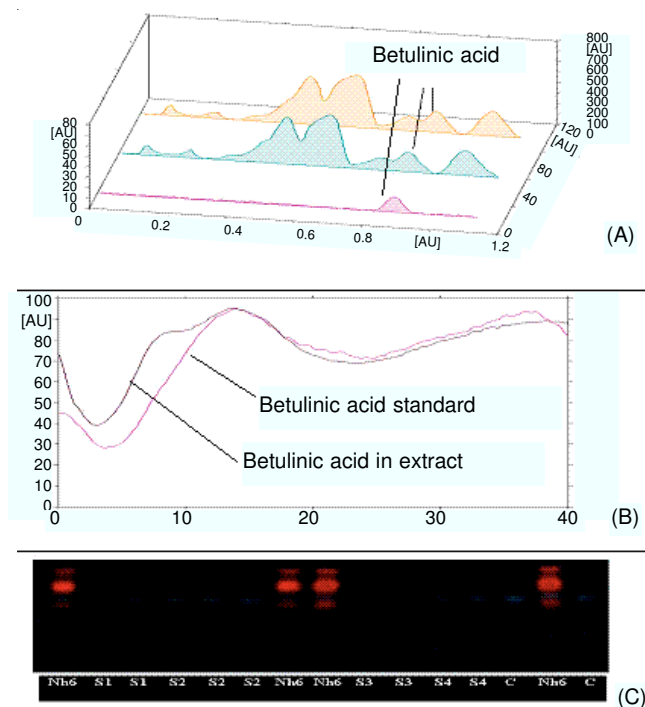 Betulinic acid
800
[AU]
700
600
500
400
300
200
100
0
120
[AU]
80
40
0
80
[AU]
60
50
40
30
20
10
0
0
0.2
0.4
0.6
0.8
[AU]
1.2
(A)
100
[AU]
80
70
60
50
40
30
20
10
0
Betulinic acid standard
Betulinic acid in extract
0 10 20 30 40
(B)
Nh6 S1 S1 S2 S2 S2 Nh6 Nh6 S3 S3 S4 S4 C Nh6 C
(C)